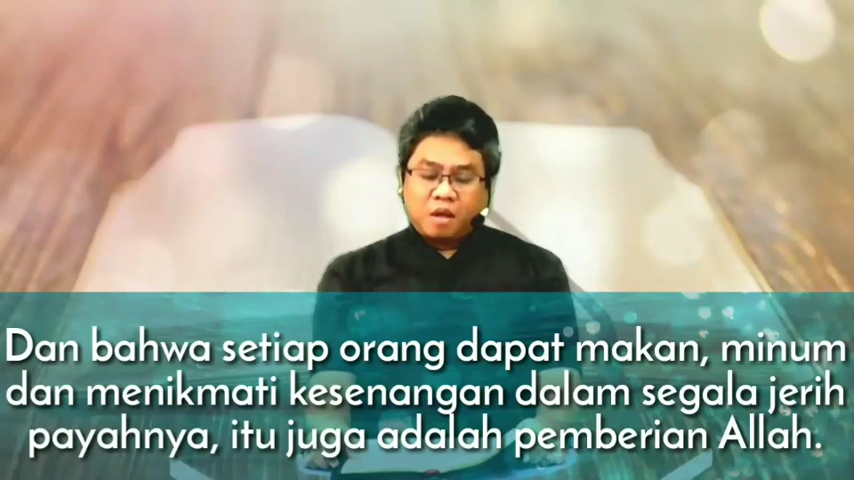 Dan bahwa setiap orang dapat makan, minum
dan menikmati kesenangan dalam segala jerih
payahnya, itu juga adalah pemberian Allah.